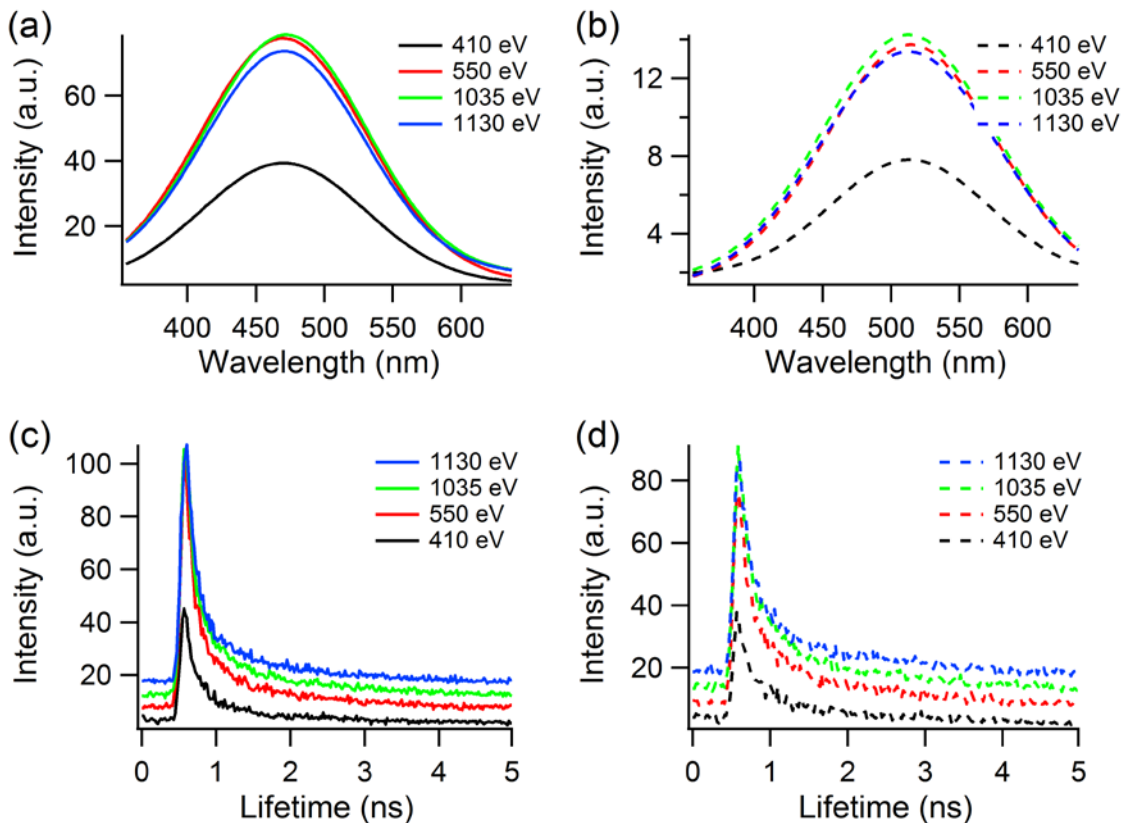 (a)
Intensity (a.u.)
60
40
20
400 450 500 550 600
Wavelength (nm)
410 eV
550 eV
1035 eV
1130 eV
(b)
Intensity (a.u.)
12
8
4
400 450 500 550 600
Wavelength (nm)
410 eV
550 eV
1035 eV
1130 eV
(c)
Intensity (a.u.)
100
80
60
40
20
0 1 2 3 4 5
Lifetime (ns)
1130 eV
1035 eV
550 eV
410 eV
(d)
Intensity (a.u.)
80
60
40
20
0 1 2 3 4 5
Lifetime (ns)
1130 eV
1035 eV
550 eV
410 eV